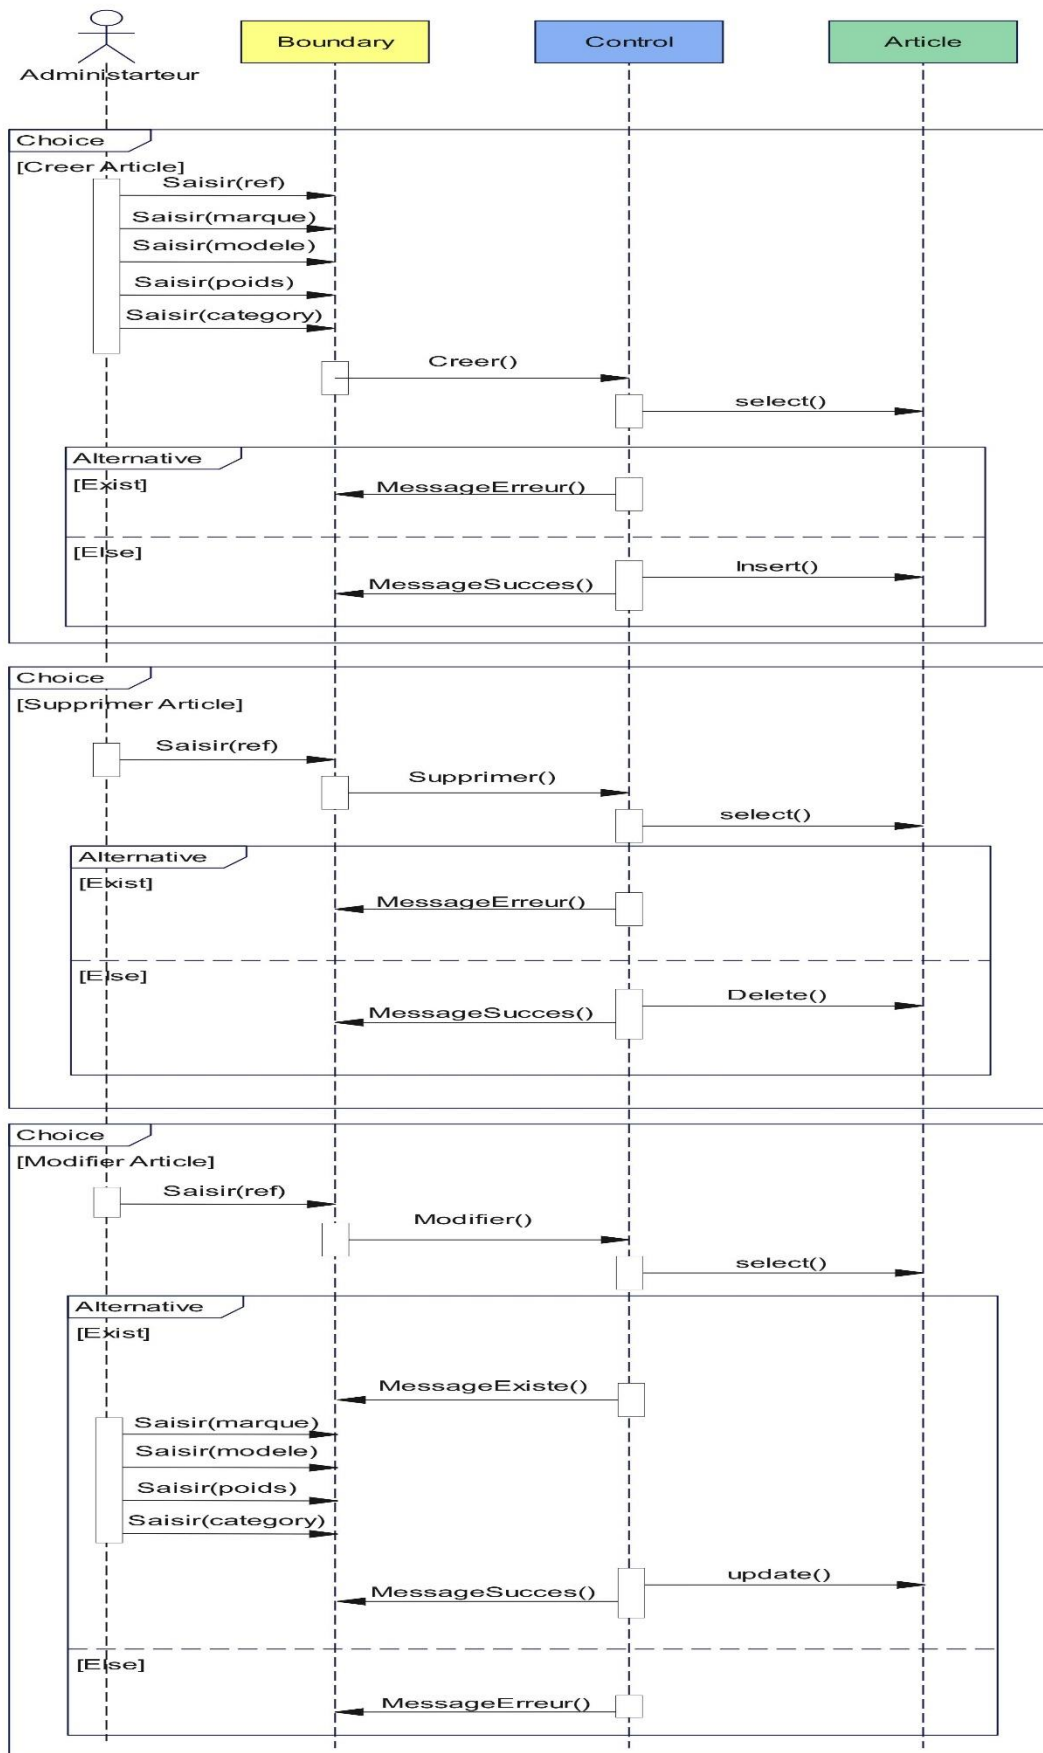 Administarteur
Boundary
Control
Article
Choice
[Creer Article]
Saisir(ref)
Saisir(marque)
Saisir(modele)
Saisir(poids)
Saisir(category)
Creer()
select()
Alternative
[Exist]
MessageErreur()
[Else]
Insert()
MessageSucces()
Choice
[Supprimer Article]
Saisir(ref)
Supprimer()
select()
Alternative
[Exist]
MessageErreur()
[Else]
Delete()
MessageSucces()
Choice
[Modifier Article]
Saisir(ref)
Modifier()
select()
Alternative
[Exist]
MessageExiste()
Saisir(marque)
Saisir(modele)
Saisir(poids)
Saisir(category)
update()
MessageSucces()
[Else]
MessageErreur()